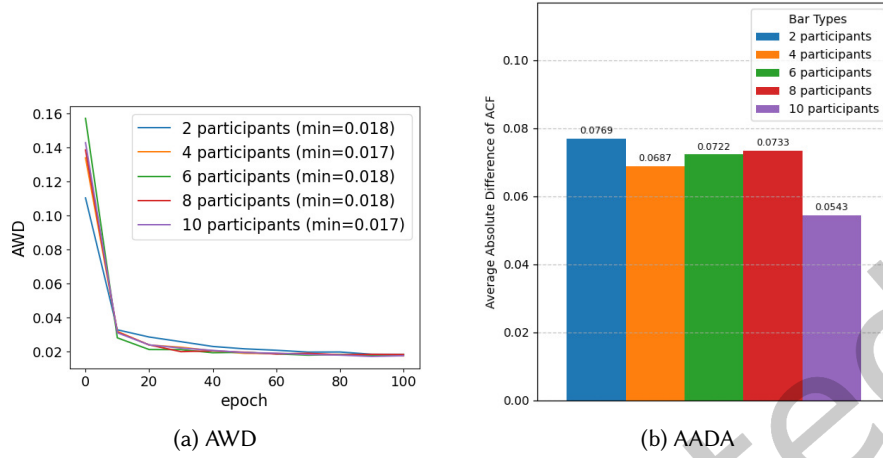 0.16
0.14
0.12
0.10
0.08
0.06
0.04
0.02
AWD
0
20
40
60
80
100
epoch
2 participants (min=0.018)
4 participants (min=0.017)
6 participants (min=0.018)
8 participants (min=0.018)
10 participants (min=0.017)
(a) AWD
Average Absolute Difference of ACF
0.10
0.08
0.06
0.04
0.02
0.00
Bar Types
2 participants
4 participants
6 participants
8 participants
10 participants
0.0769
0.0687
0.0722
0.0733
0.0543
(b) AADA